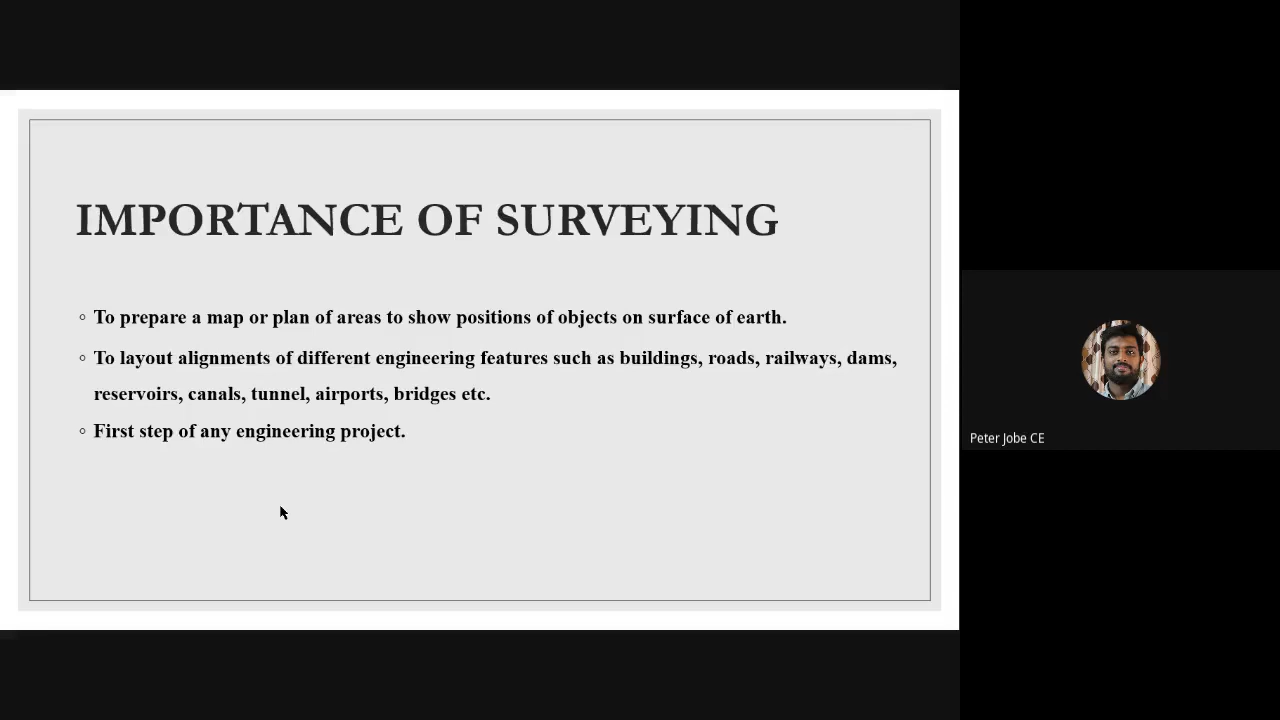 IMPORTANCE OF SURVEYING
◦ To prepare a map or plan of areas to show positions of objects on surface of earth.
◦ To layout alignments of different engineering features such as buildings, roads, railways, dams,
reservoirs, canals, tunnel, airports, bridges etc.
◦ First step of any engineering project.
Peter Jobe CE